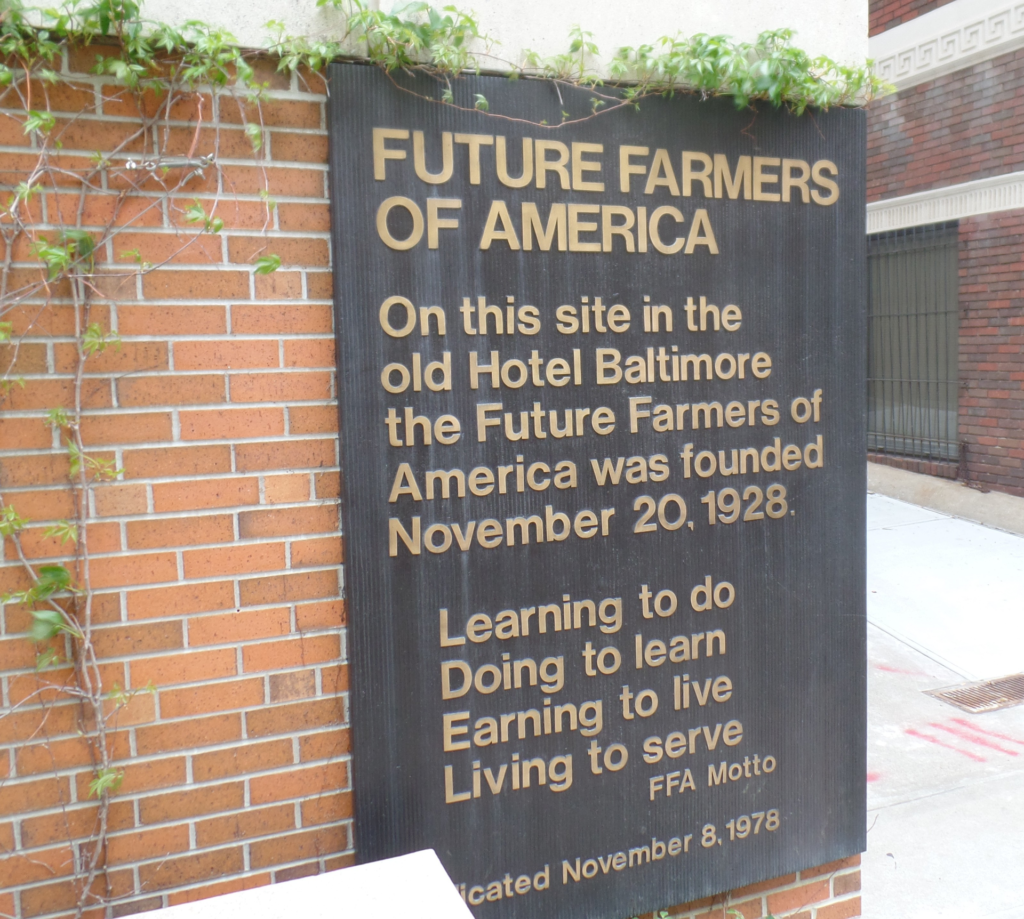 FUTURE FARMERS
OF AMERICA
On this site in the
old Hotel Baltimore
the Future Farmers of
America was founded
November 20, 1928.
Learning to do
Doing to learn
Earning to live
Living to serve
FFA Motto
November 8, 1978